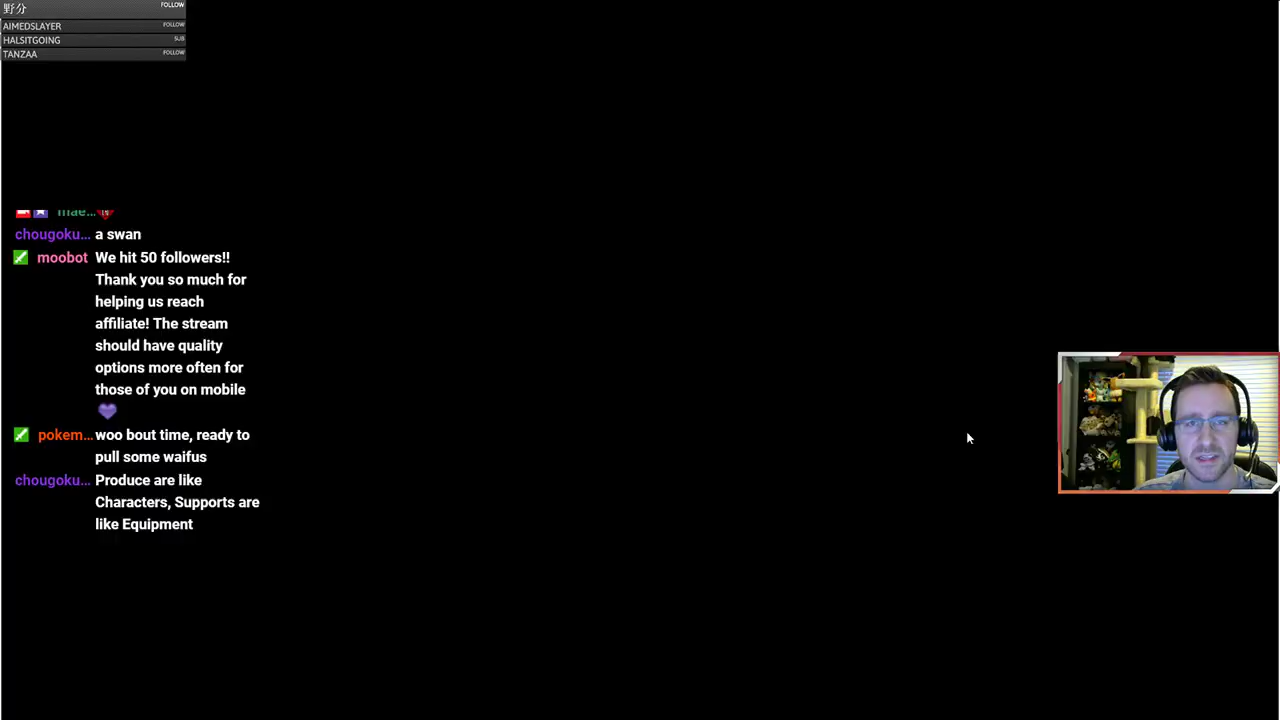 野分 FOLLOW
AIMEDSLAYER FOLLOW
HALSITGOING SUB
TANZAA FOLLOW
mae...
chougoku... a swan
moobot We hit 50 followers!!
Thank you so much for
helping us reach
affiliate! The stream
should have quality
options more often for
those of you on mobile
pokem... woo bout time, ready to
pull some waifus
chougoku... Produce are like
Characters, Supports are
like Equipment